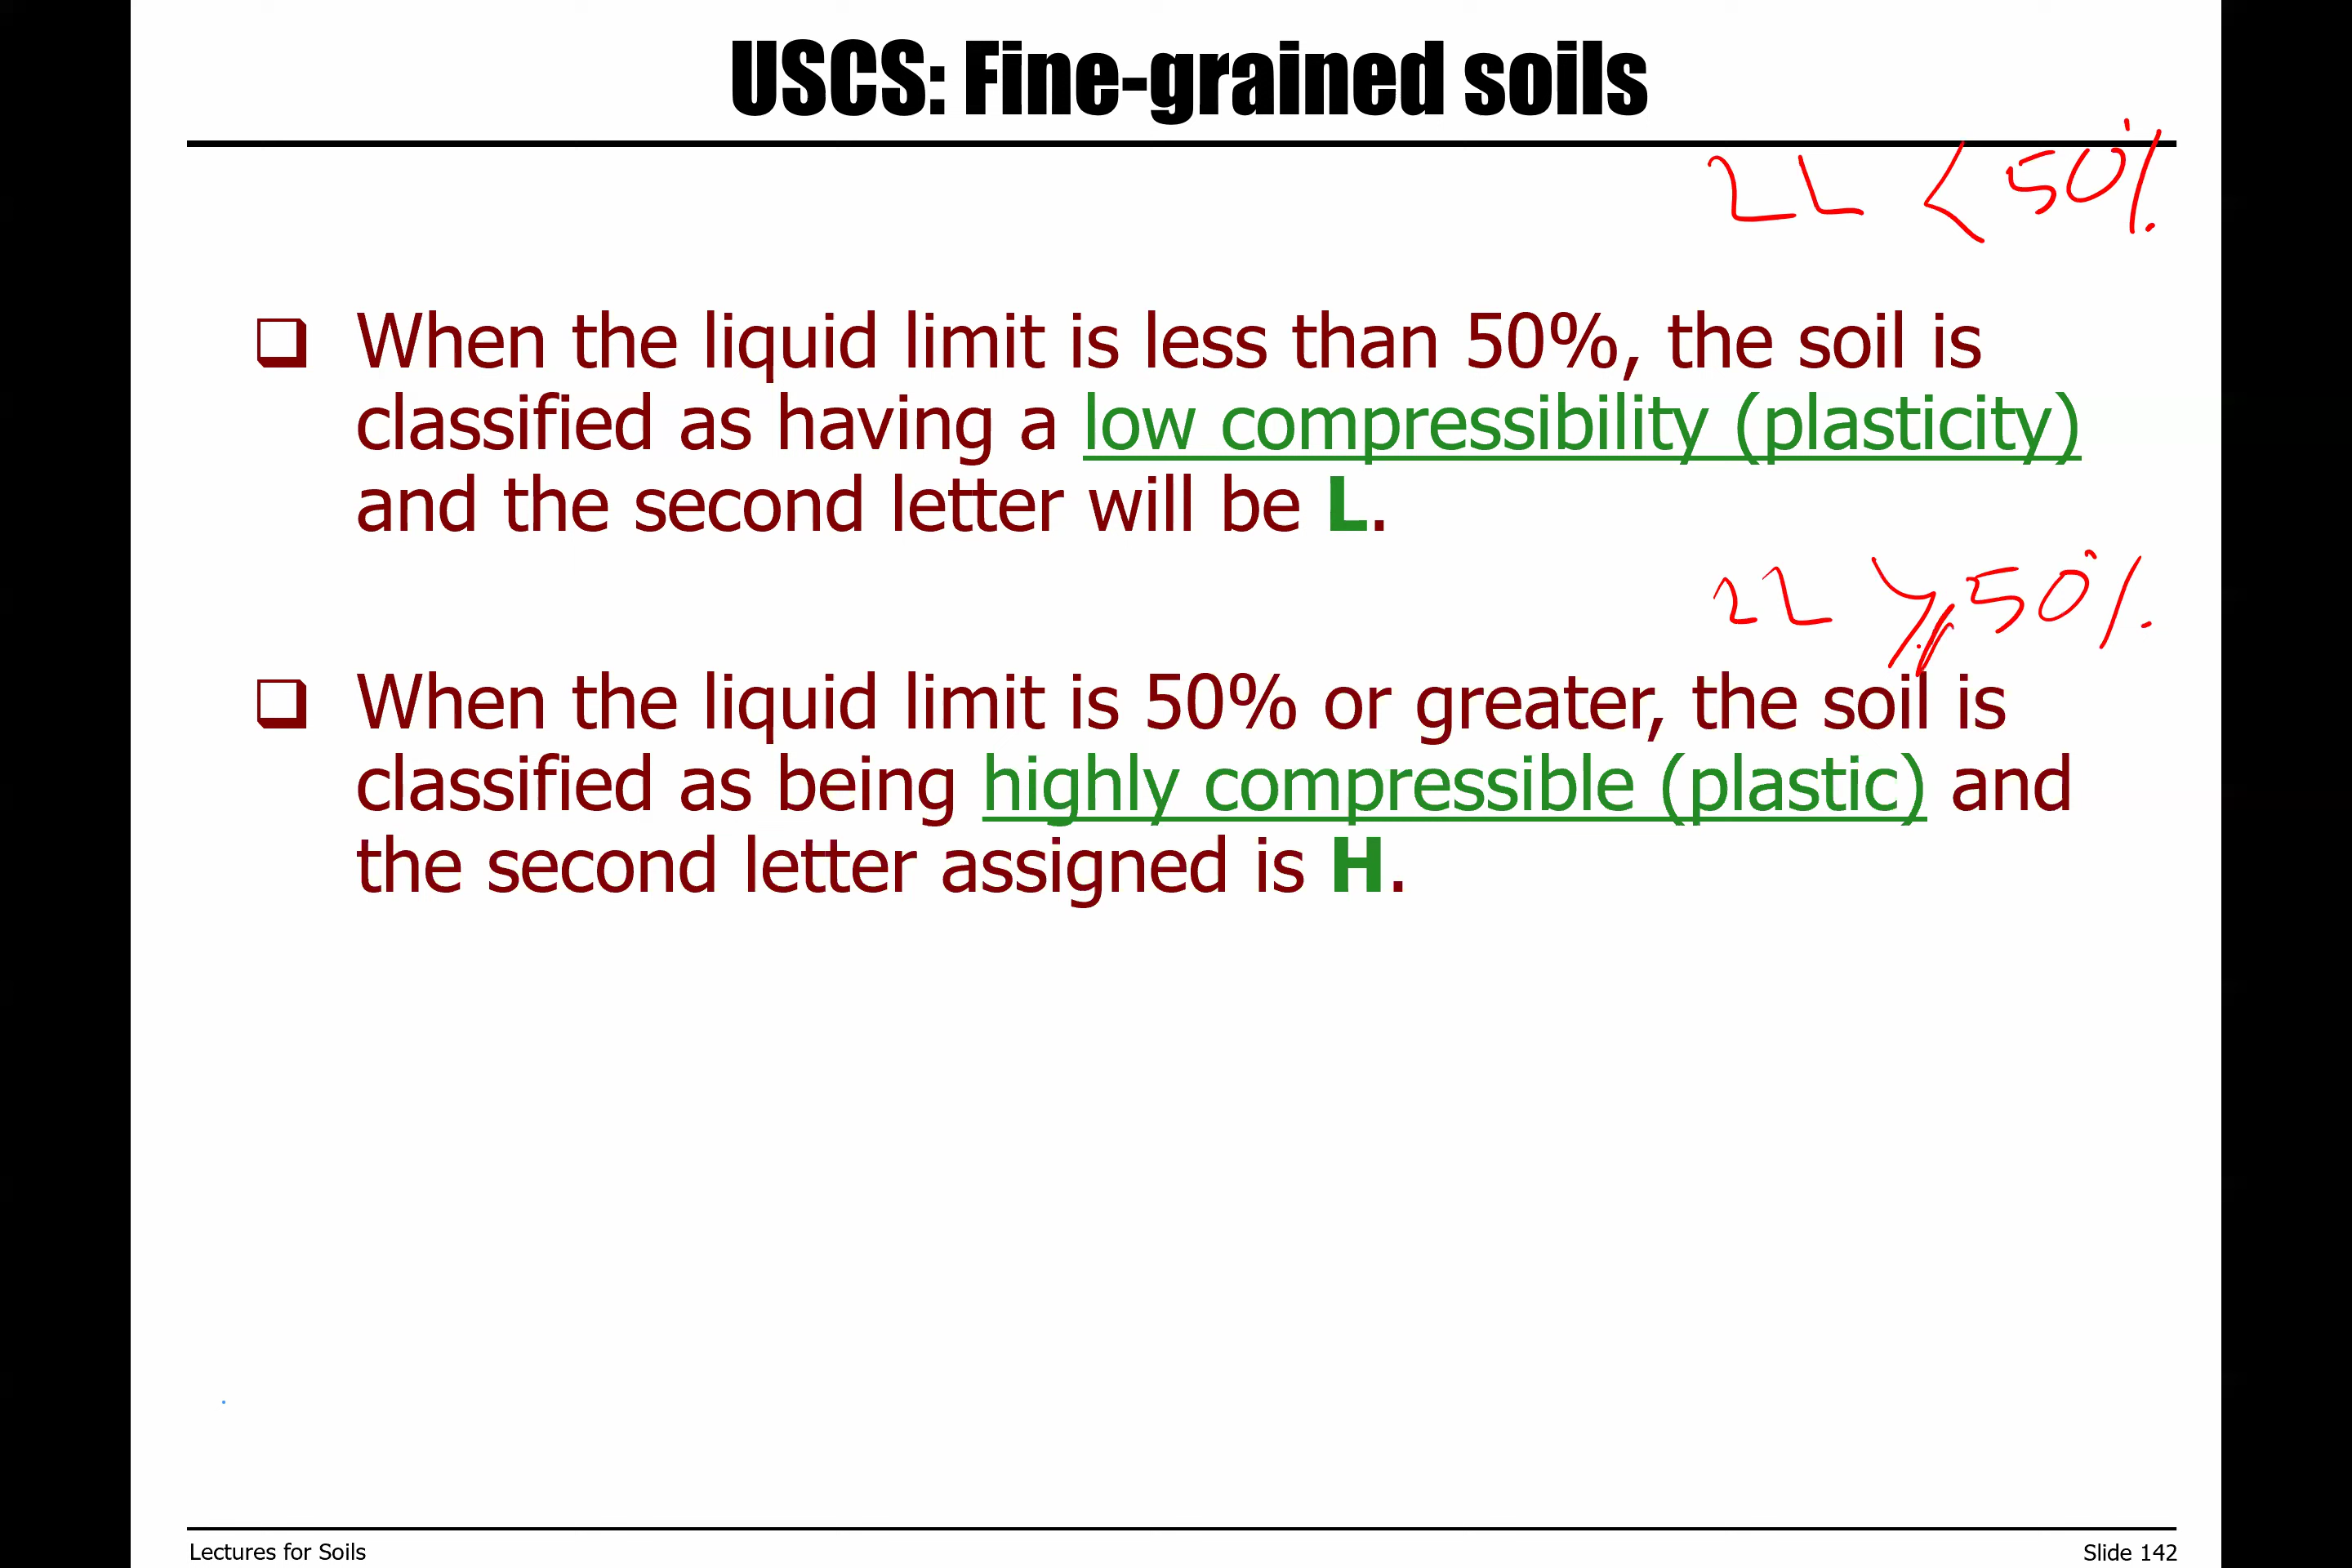 USCS: Fine-grained soils
LL < 50%
When the liquid limit is less than 50%, the soil is
classified as having a low compressibility (plasticity)
and the second letter will be L.
LL ≥ 50%
When the liquid limit is 50% or greater, the soil is
classified as being highly compressible (plastic) and
the second letter assigned is H.
Lectures for Soils
Slide 142